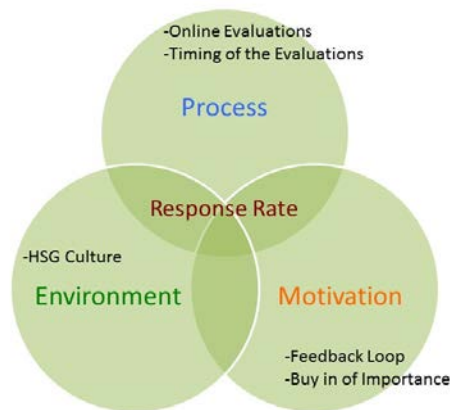 -Online Evaluations
-Timing of the Evaluations
Process
Response Rate
-HSG Culture
Environment
Motivation
-Feedback Loop
-Buy in of Importance